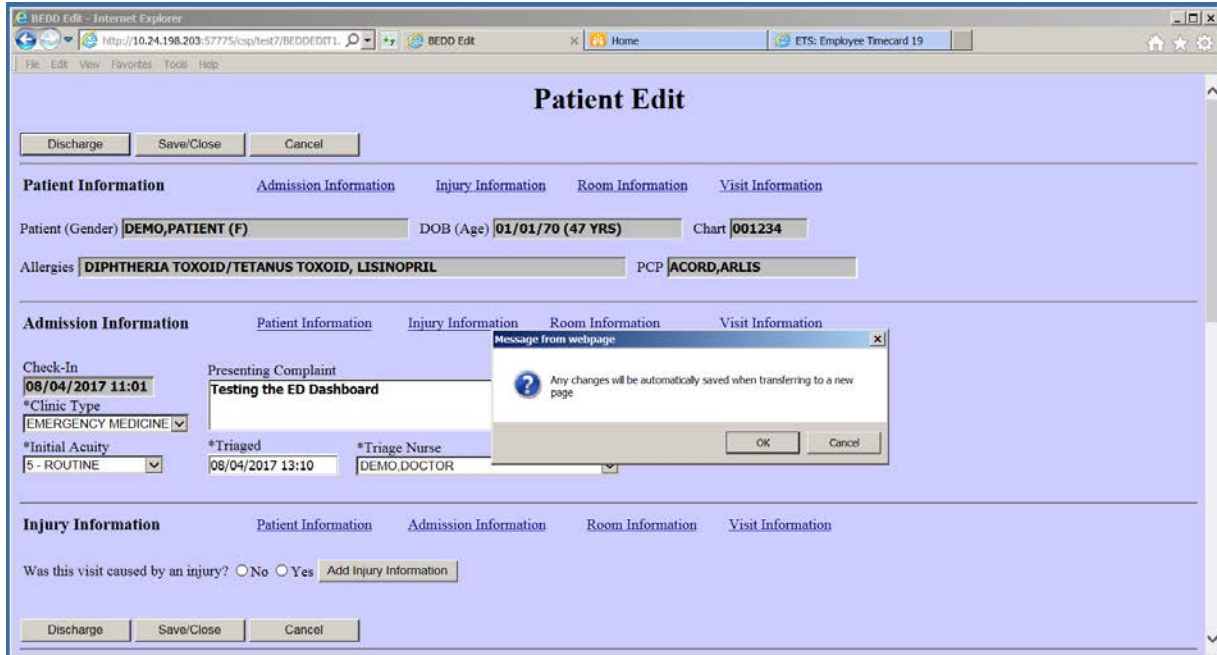 BEDD Edit - Internet Explorer
http://10.24.198.203:57775/csp/test7/BEDDEDIT1. BEDD Edit Home ETS: Employee Timecard 19
File Edit View Favorites Tools Help
Patient Edit
Discharge Save/Close Cancel
Patient Information Admission Information Injury Information Room Information Visit Information
Patient (Gender) DEMO,PATIENT (F) DOB (Age) 01/01/70 (47 YRS) Chart 001234
Allergies DIPHTHERIA TOXOID/TETANUS TOXOID, LISINOPRIL PCP ACORD,ARLIS
Admission Information Patient Information Injury Information Room Information Visit Information
Message from webpage
Any changes will be automatically saved when transferring to a new
page
OK Cancel
Check-In Presenting Complaint
08/04/2017 11:01 Testing the ED Dashboard
*Clinic Type
EMERGENCY MEDICINE
*Initial Acuity *Triaged *Triage Nurse
5 - ROUTINE 08/04/2017 13:10 DEMO,DOCTOR
Injury Information Patient Information Admission Information Room Information Visit Information
Was this visit caused by an injury? No Yes Add Injury Information
Discharge Save/Close Cancel